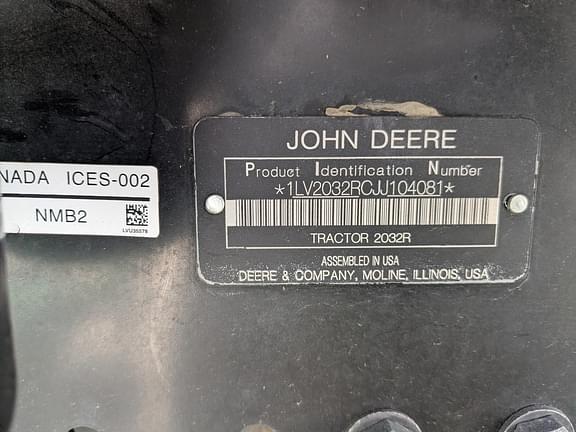 NADA ICES-002
NMB2
LVU35578
JOHN DEERE
Product Identification Number
*1LV2032RCJJ104081*
TRACTOR 2032R
ASSEMBLED IN USA
DEERE & COMPANY, MOLINE, ILLINOIS, USA